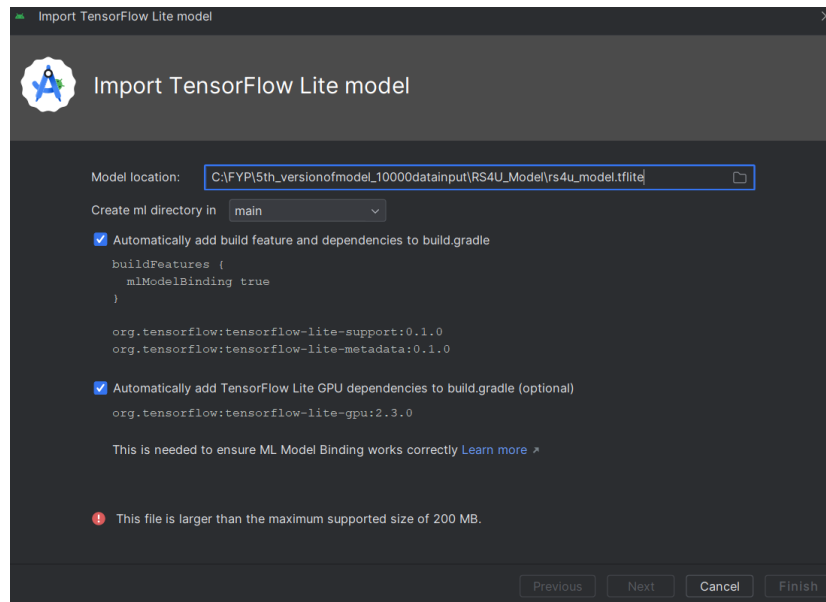 Import TensorFlow Lite model
Import TensorFlow Lite model
Model location: C:\FYP\5th_versionofmodel_10000datainput\RS4U_Model\rs4u_model.tflite
Create ml directory in main
Automatically add build feature and dependencies to build.gradle
buildFeatures {
mlModelBinding true
}
org.tensorflow:tensorflow-lite-support:0.1.0
org.tensorflow:tensorflow-lite-metadata:0.1.0
Automatically add TensorFlow Lite GPU dependencies to build.gradle (optional)
org.tensorflow:tensorflow-lite-gpu:2.3.0
This is needed to ensure ML Model Binding works correctly Learn more ↗
This file is larger than the maximum supported size of 200 MB.
Previous Next Cancel Finish